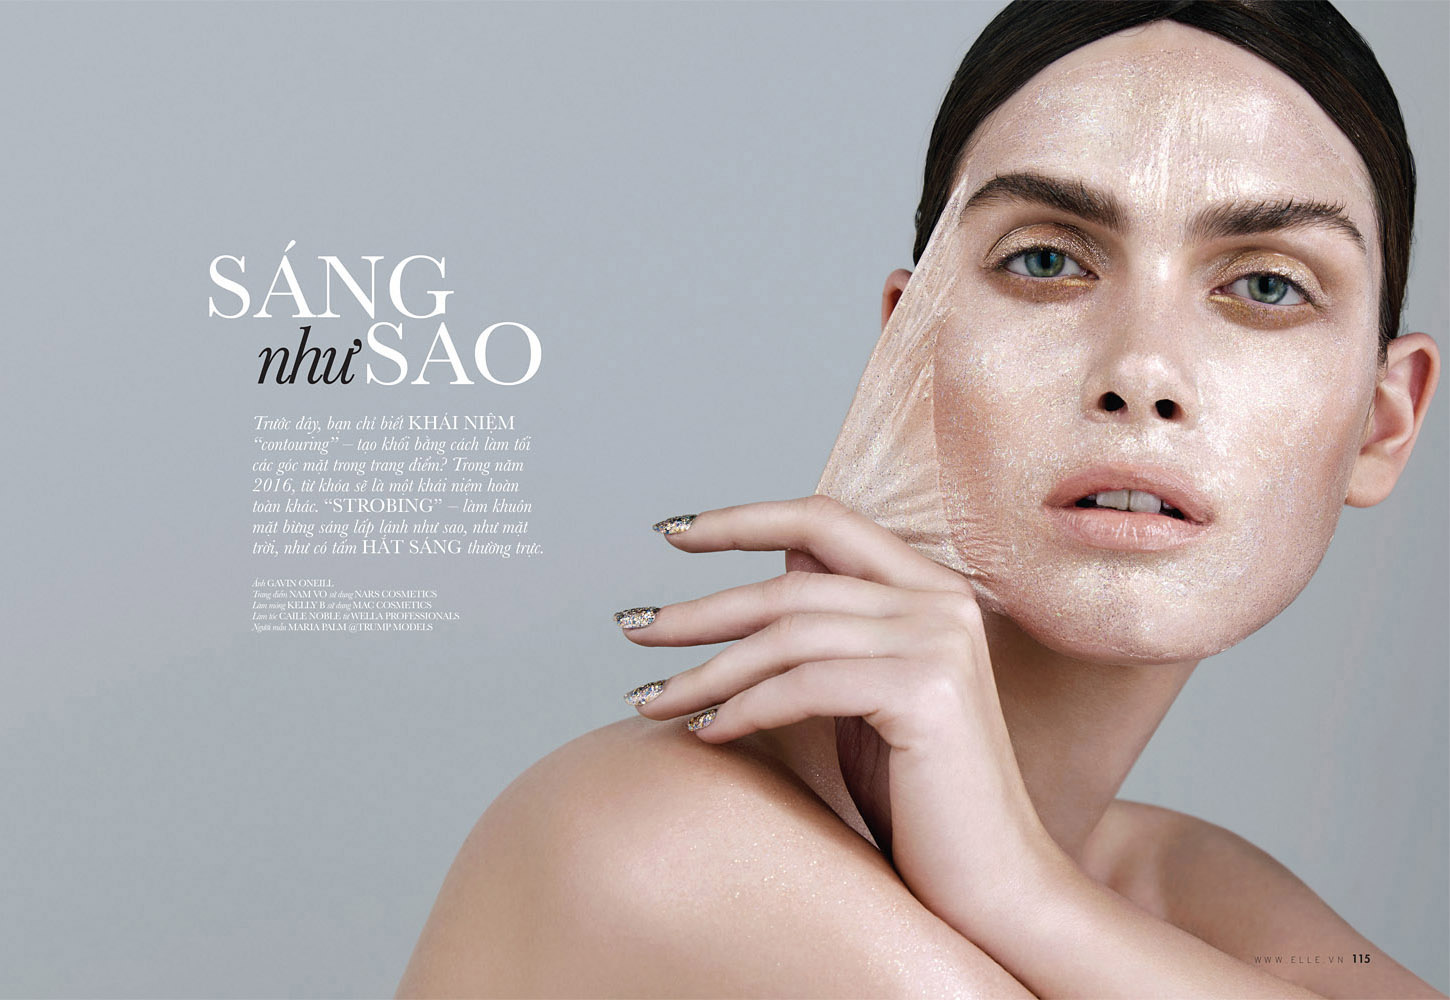 SÁNG
như SAO
Trước đây, bạn chỉ biết KHÁI NIỆM
“contouring” – tạo khối bằng cách làm tối
các góc mặt trong trang điểm? Trong năm
2016, từ khóa sẽ là một khái niệm hoàn
toàn khác. “STROBING” – làm khuôn
mặt bừng sáng lấp lánh như sao, như mặt
trời, như có tấm HẮT SÁNG thường trực.
Ảnh GAVIN ONEILL
Trang điểm NAM VO sử dụng NARS COSMETICS
Làm móng KELLY B sử dụng MAC COSMETICS
Làm tóc CAILE NOBLE từ WELLA PROFESSIONALS
Người mẫu MARIA PALM @TRUMP MODELS
WWW.ELLE.VN 115